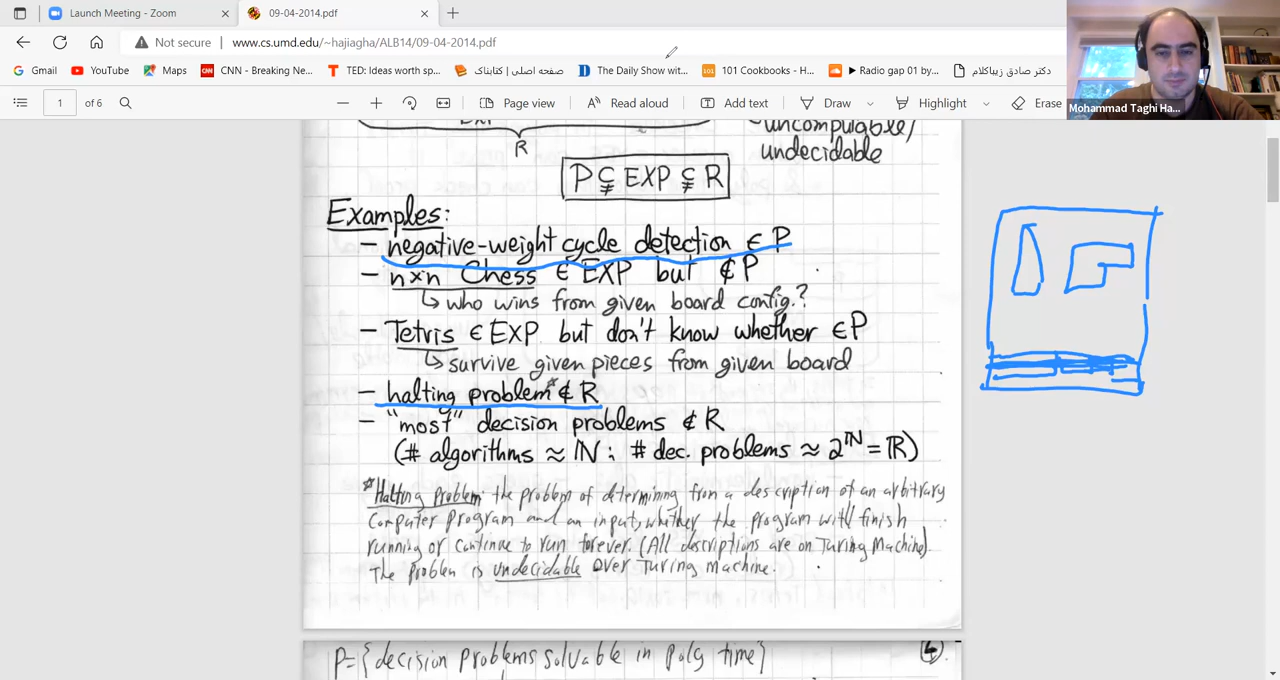 Launch Meeting - Zoom
09-04-2014.pdf
Not secure
www.cs.umd.edu/~hajiagha/ALB14/09-04-2014.pdf
Gmail
YouTube
Maps
CNN - Breaking Ne...
TED: Ideas worth sp...
صفحه اصلی | کتابناک
The Daily Show wit...
101 Cookbooks - H...
Radio gap 01 by...
دکتر صادق زیباکلام
1
of 6
Page view
Read aloud
Add text
Draw
Highlight
Erase
Mohammad Taghi Ha...
EXP
R
uncomputable/
undecidable
P ⊊ EXP ⊊ R
Examples:
- negative-weight cycle detection ∈ P
- n×n Chess ∈ EXP but ∉ P
↳ who wins from given board config.?
- Tetris ∈ EXP but don't know whether ∈ P
↳ survive given pieces from given board
- halting problem* ∉ R
- "most" decision problems ∉ R
(# algorithms ≈ ℕ; # dec. problems ≈ 2^ℕ = ℝ)
*Halting problem: the problem of determining from a description of an arbitrary
computer program and an input, whether the program will finish
running or continue to run forever. (All descriptions are on Turing Machine).
The problem is undecidable over Turing machine.
P={decision problems solvable in poly time}
4